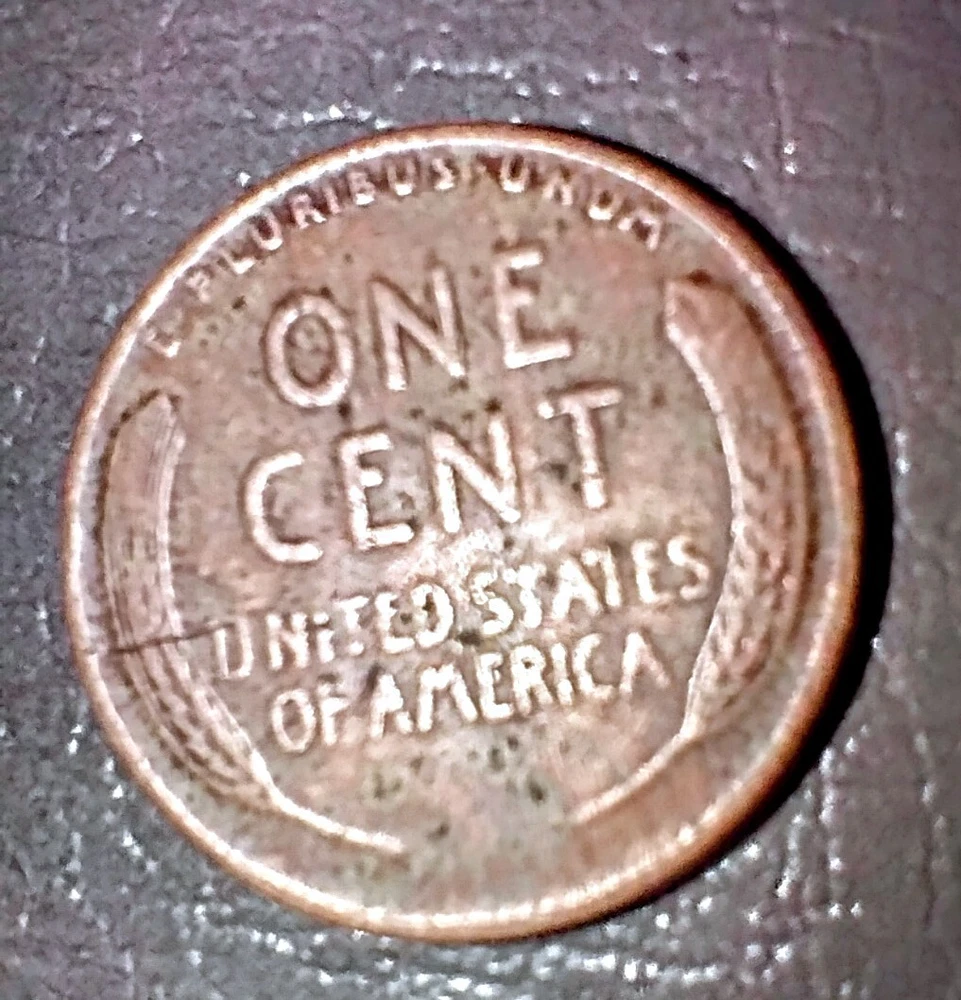 E PLURIBUS UNUM
ONE
CENT
UNITED STATES
OF AMERICA